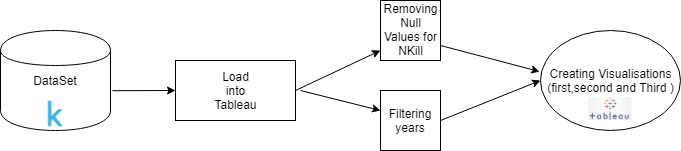 DataSet
k
Load
into
Tableau
Removing
Null
Values for
NKill
Filtering
years
Creating Visualisations
(first,second and Third )
+ableau